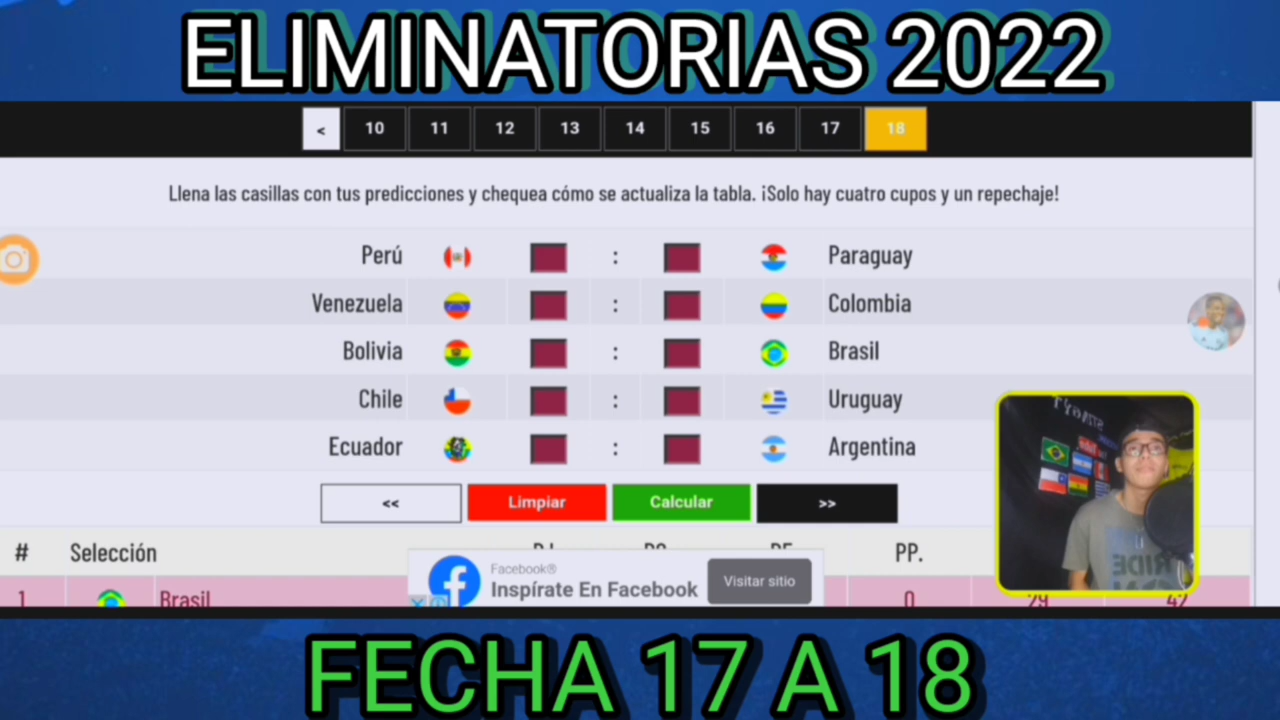 ELIMINATORIAS 2022
< 10 11 12 13 14 15 16 17 18
Llena las casillas con tus predicciones y chequea cómo se actualiza la tabla. ¡Solo hay cuatro cupos y un repechaje!
Perú : Paraguay
Venezuela : Colombia
Bolivia : Brasil
Chile : Uruguay
Ecuador : Argentina
<< Limpiar Calcular >>
# Selección PP.
Facebook®
Inspírate En Facebook Visitar sitio
1 Brasil 0 29 42
FECHA 17 A 18